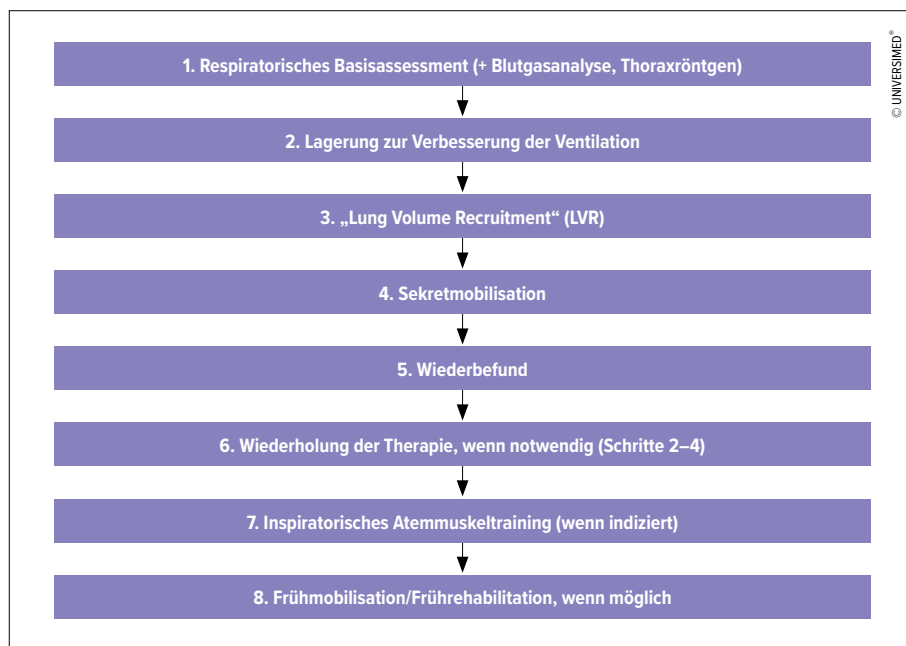 © UNIVERSIMED®
1. Respiratorisches Basisassessment (+ Blutgasanalyse, Thoraxröntgen)
2. Lagerung zur Verbesserung der Ventilation
3. „Lung Volume Recruitment“ (LVR)
4. Sekretmobilisation
5. Wiederbefund
6. Wiederholung der Therapie, wenn notwendig (Schritte 2–4)
7. Inspiratorisches Atemmuskeltraining (wenn indiziert)
8. Frühmobilisation/Frührehabilitation, wenn möglich